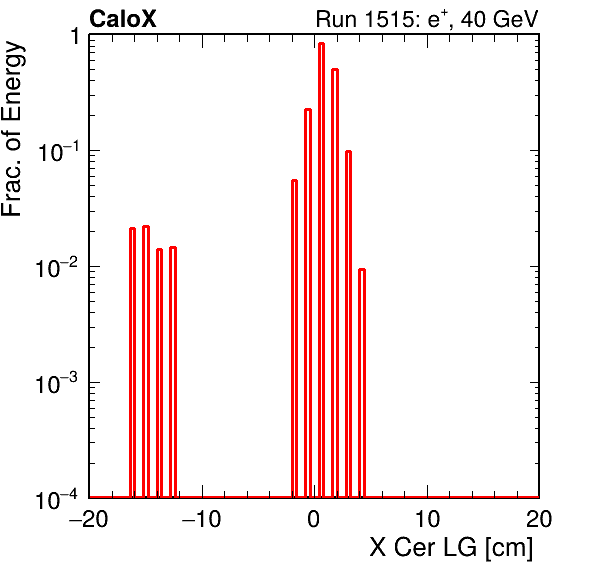 CaloX Run 1515: e⁺, 40 GeV
Frac. of Energy
1
10⁻¹
10⁻²
10⁻³
10⁻⁴
−20 −10 0 10 20
X Cer LG [cm]